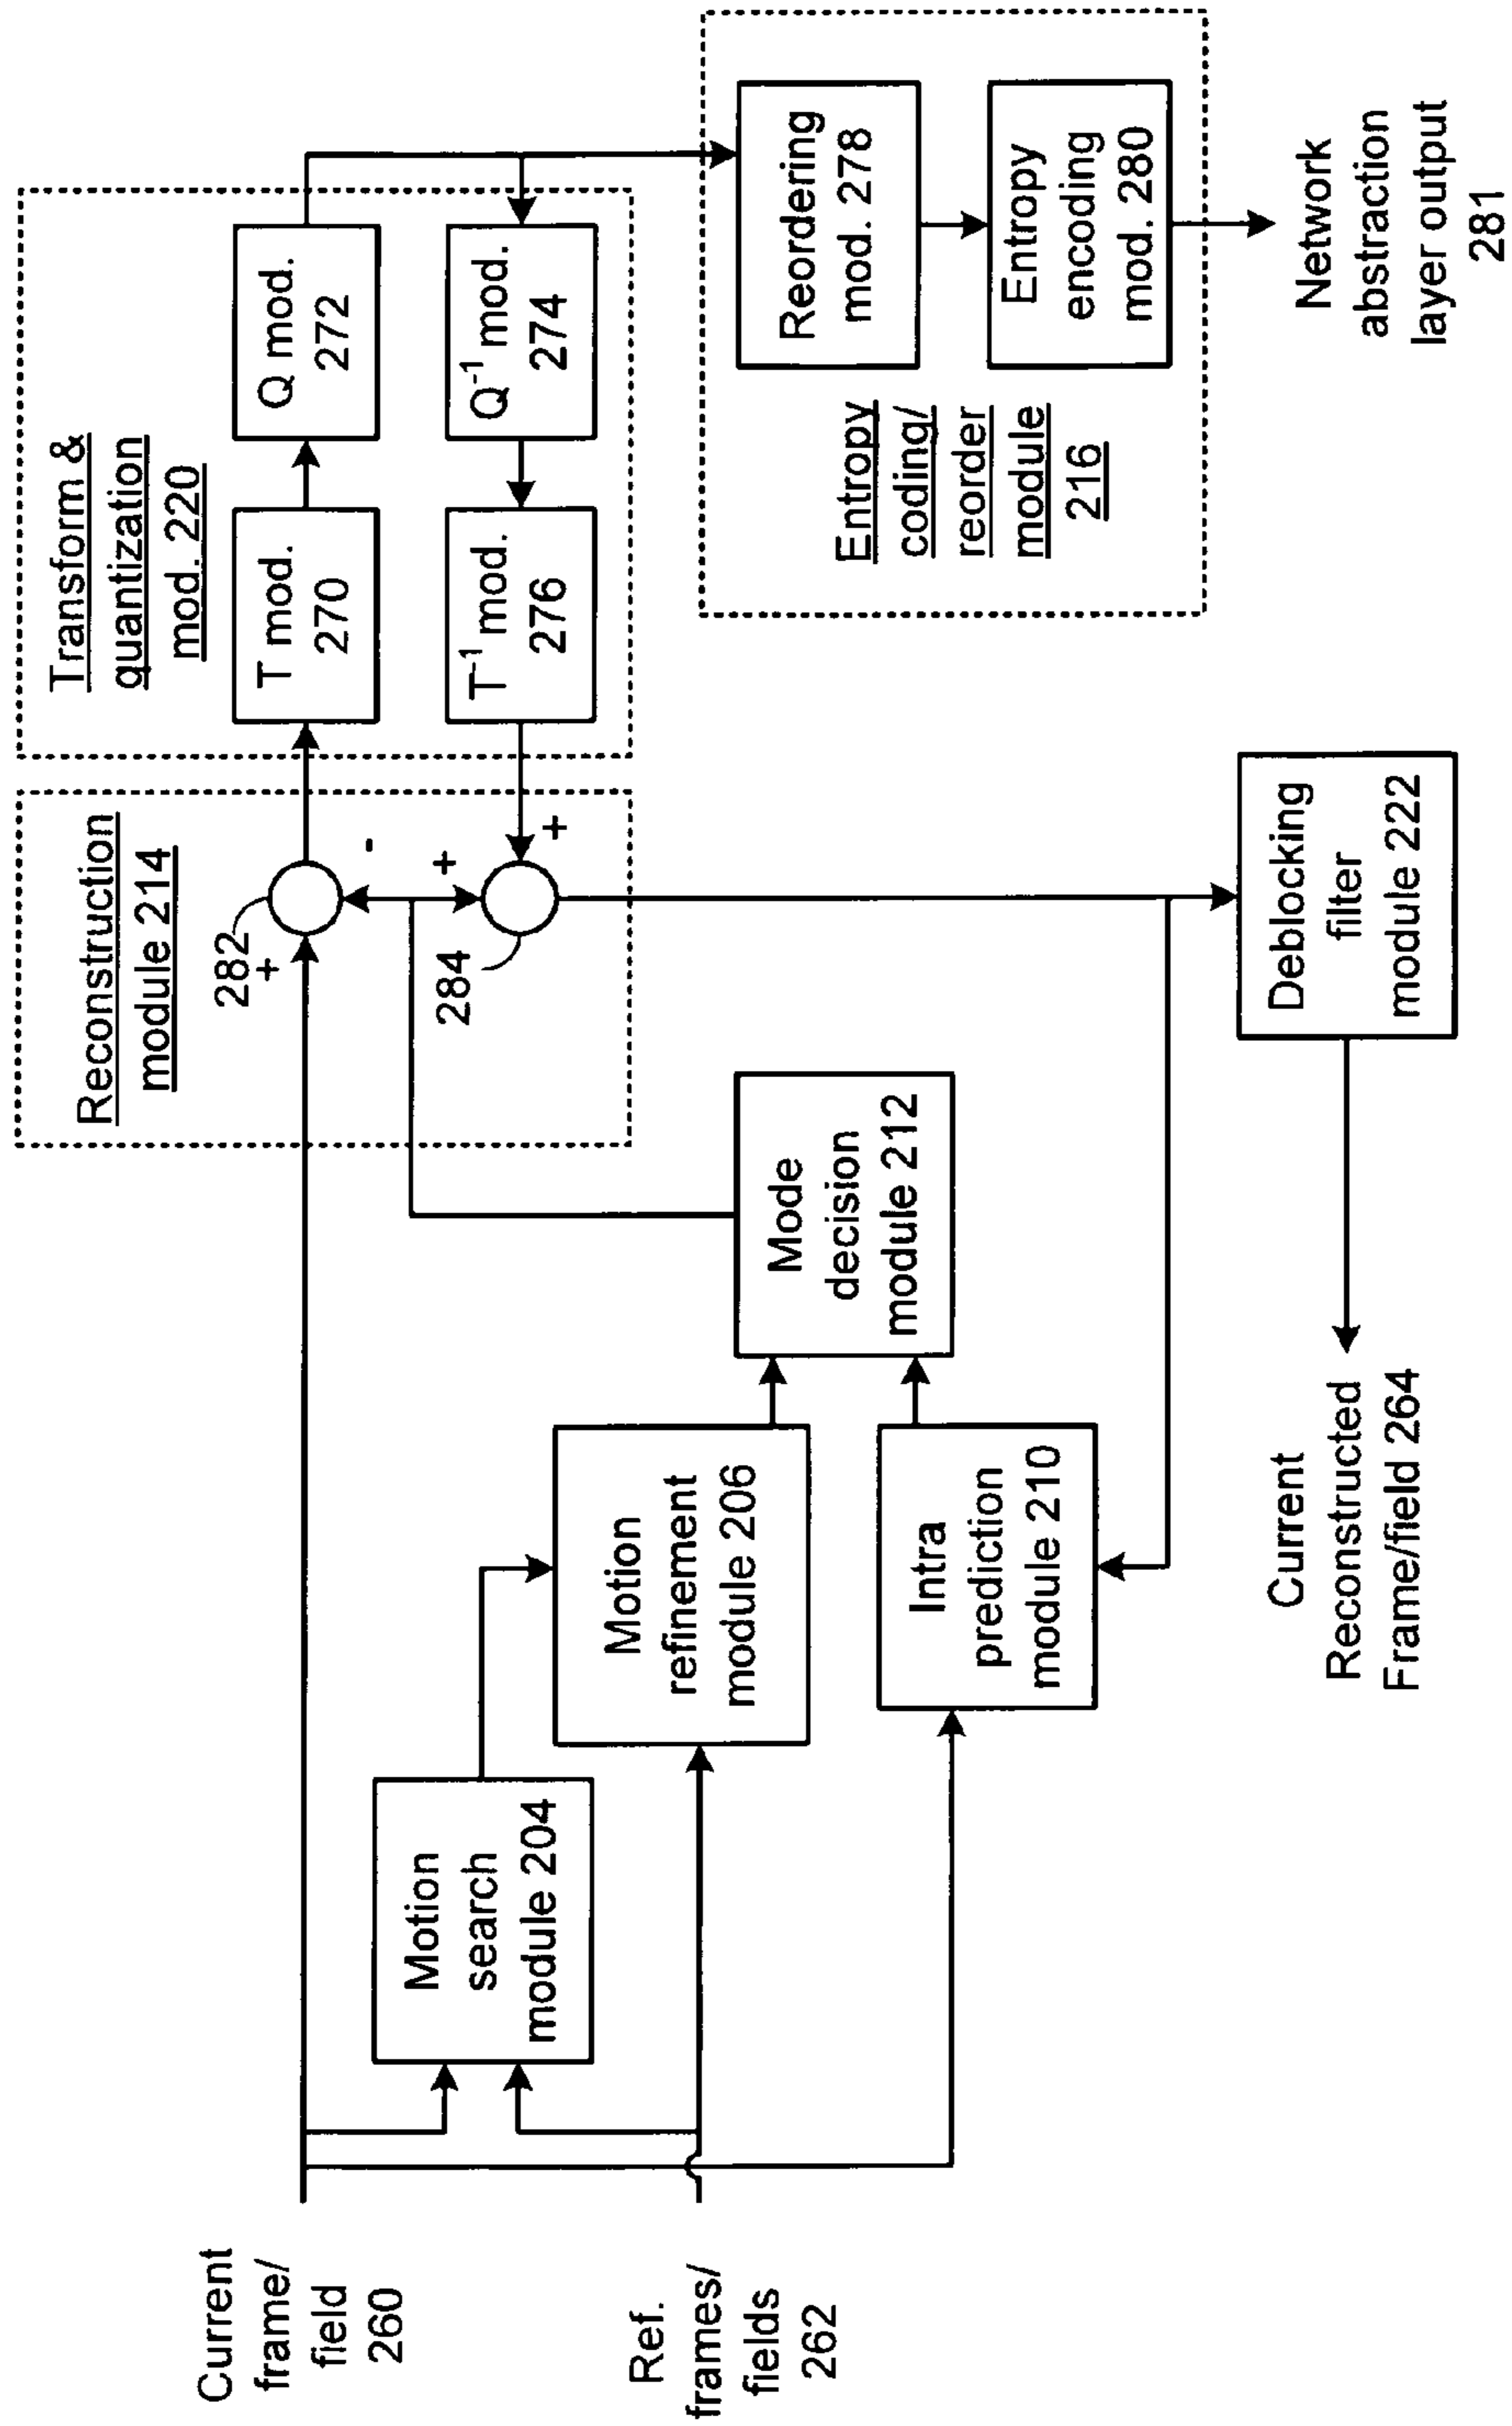 Current
frame/
field
260
Ref.
frames/
fields
262
Motion
search
module 204
Motion
refinement
module 206
Intra
prediction
module 210
Mode
decision
module 212
Reconstruction
module 214
282
+
-
+
+
284
Transform &
quantization
mod. 220
T mod.
270
Q mod.
272
T⁻¹ mod.
276
Q⁻¹ mod.
274
Entropy
coding/
reorder
module
216
Reordering
mod. 278
Entropy
encoding
mod. 280
Network
abstraction
layer output
281
Deblocking
filter
module 222
Current
Reconstructed
Frame/field 264